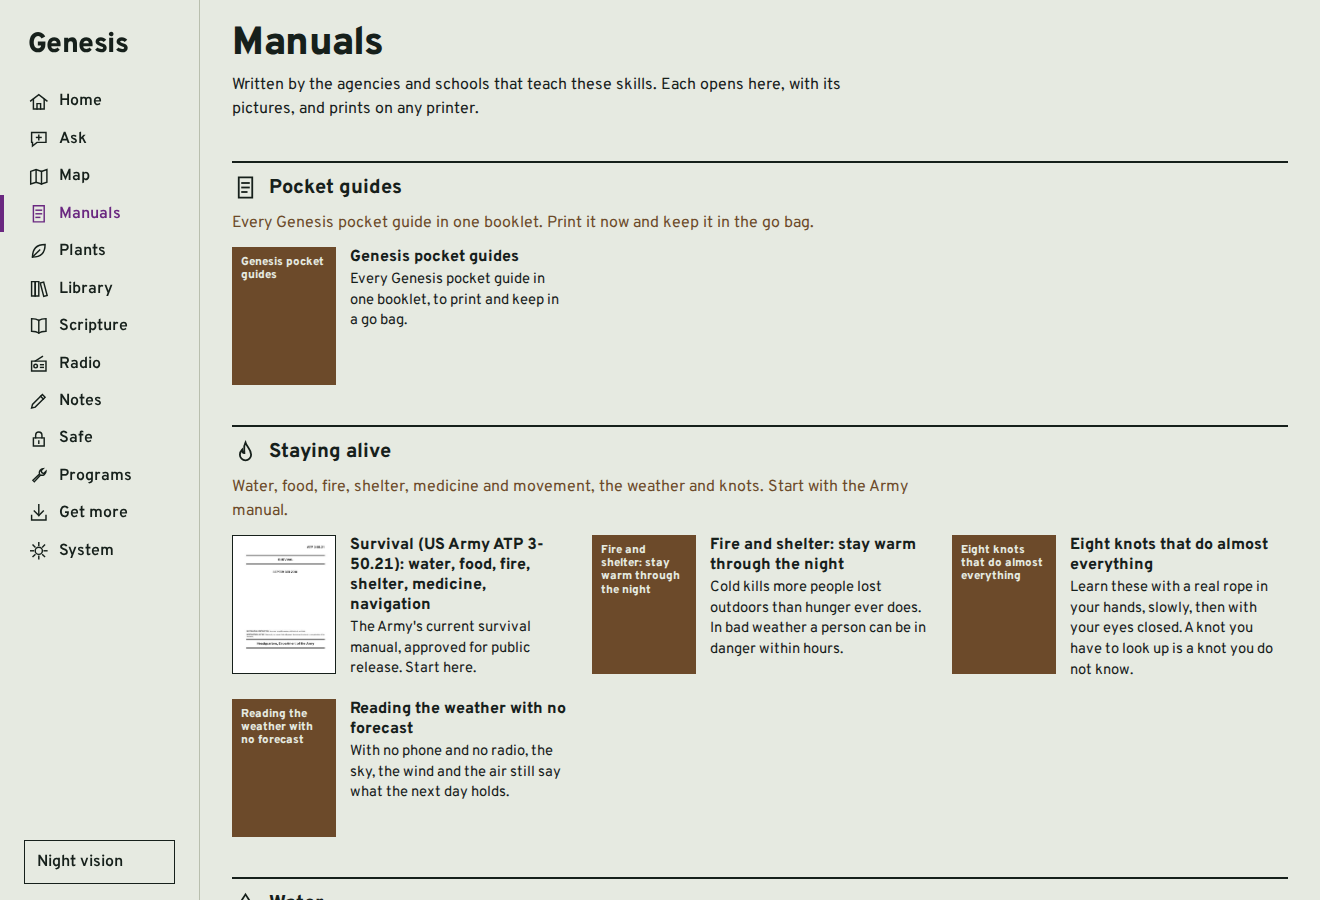 Genesis
Home
Ask
Map
Manuals
Plants
Library
Scripture
Radio
Notes
Safe
Programs
Get more
System
Night vision
Manuals
Written by the agencies and schools that teach these skills. Each opens here, with its
pictures, and prints on any printer.
Pocket guides
Every Genesis pocket guide in one booklet. Print it now and keep it in the go bag.
Genesis pocket
guides
Genesis pocket guides
Every Genesis pocket guide in
one booklet, to print and keep in
a go bag.
Staying alive
Water, food, fire, shelter, medicine and movement, the weather and knots. Start with the Army
manual.
Survival (US Army ATP 3-
50.21): water, food, fire,
shelter, medicine,
navigation
The Army's current survival
manual, approved for public
release. Start here.
Fire and
shelter: stay
warm through
the night
Fire and shelter: stay warm
through the night
Cold kills more people lost
outdoors than hunger ever does.
In bad weather a person can be in
danger within hours.
Eight knots
that do almost
everything
Eight knots that do almost
everything
Learn these with a real rope in
your hands, slowly, then with
your eyes closed. A knot you
have to look up is a knot you do
not know.
Reading the
weather with
no forecast
Reading the weather with no
forecast
With no phone and no radio, the
sky, the wind and the air still say
what the next day holds.
Water